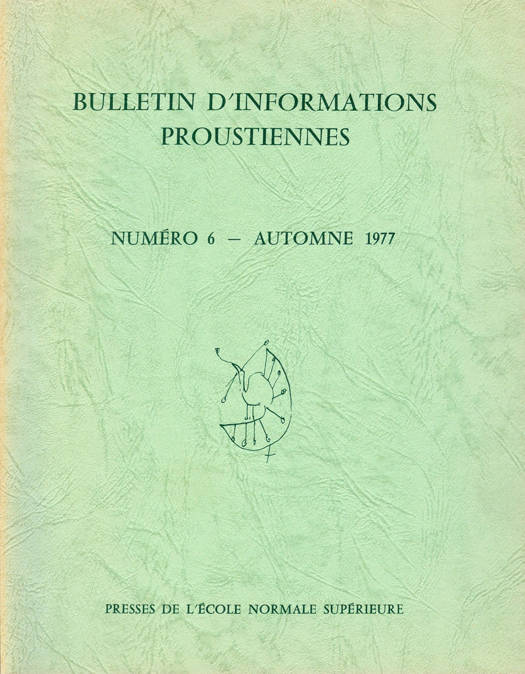 BULLETIN D'INFORMATIONS
PROUSTIENNES
NUMÉRO 6 — AUTOMNE 1977
PRESSES DE L'ÉCOLE NORMALE SUPÉRIEURE